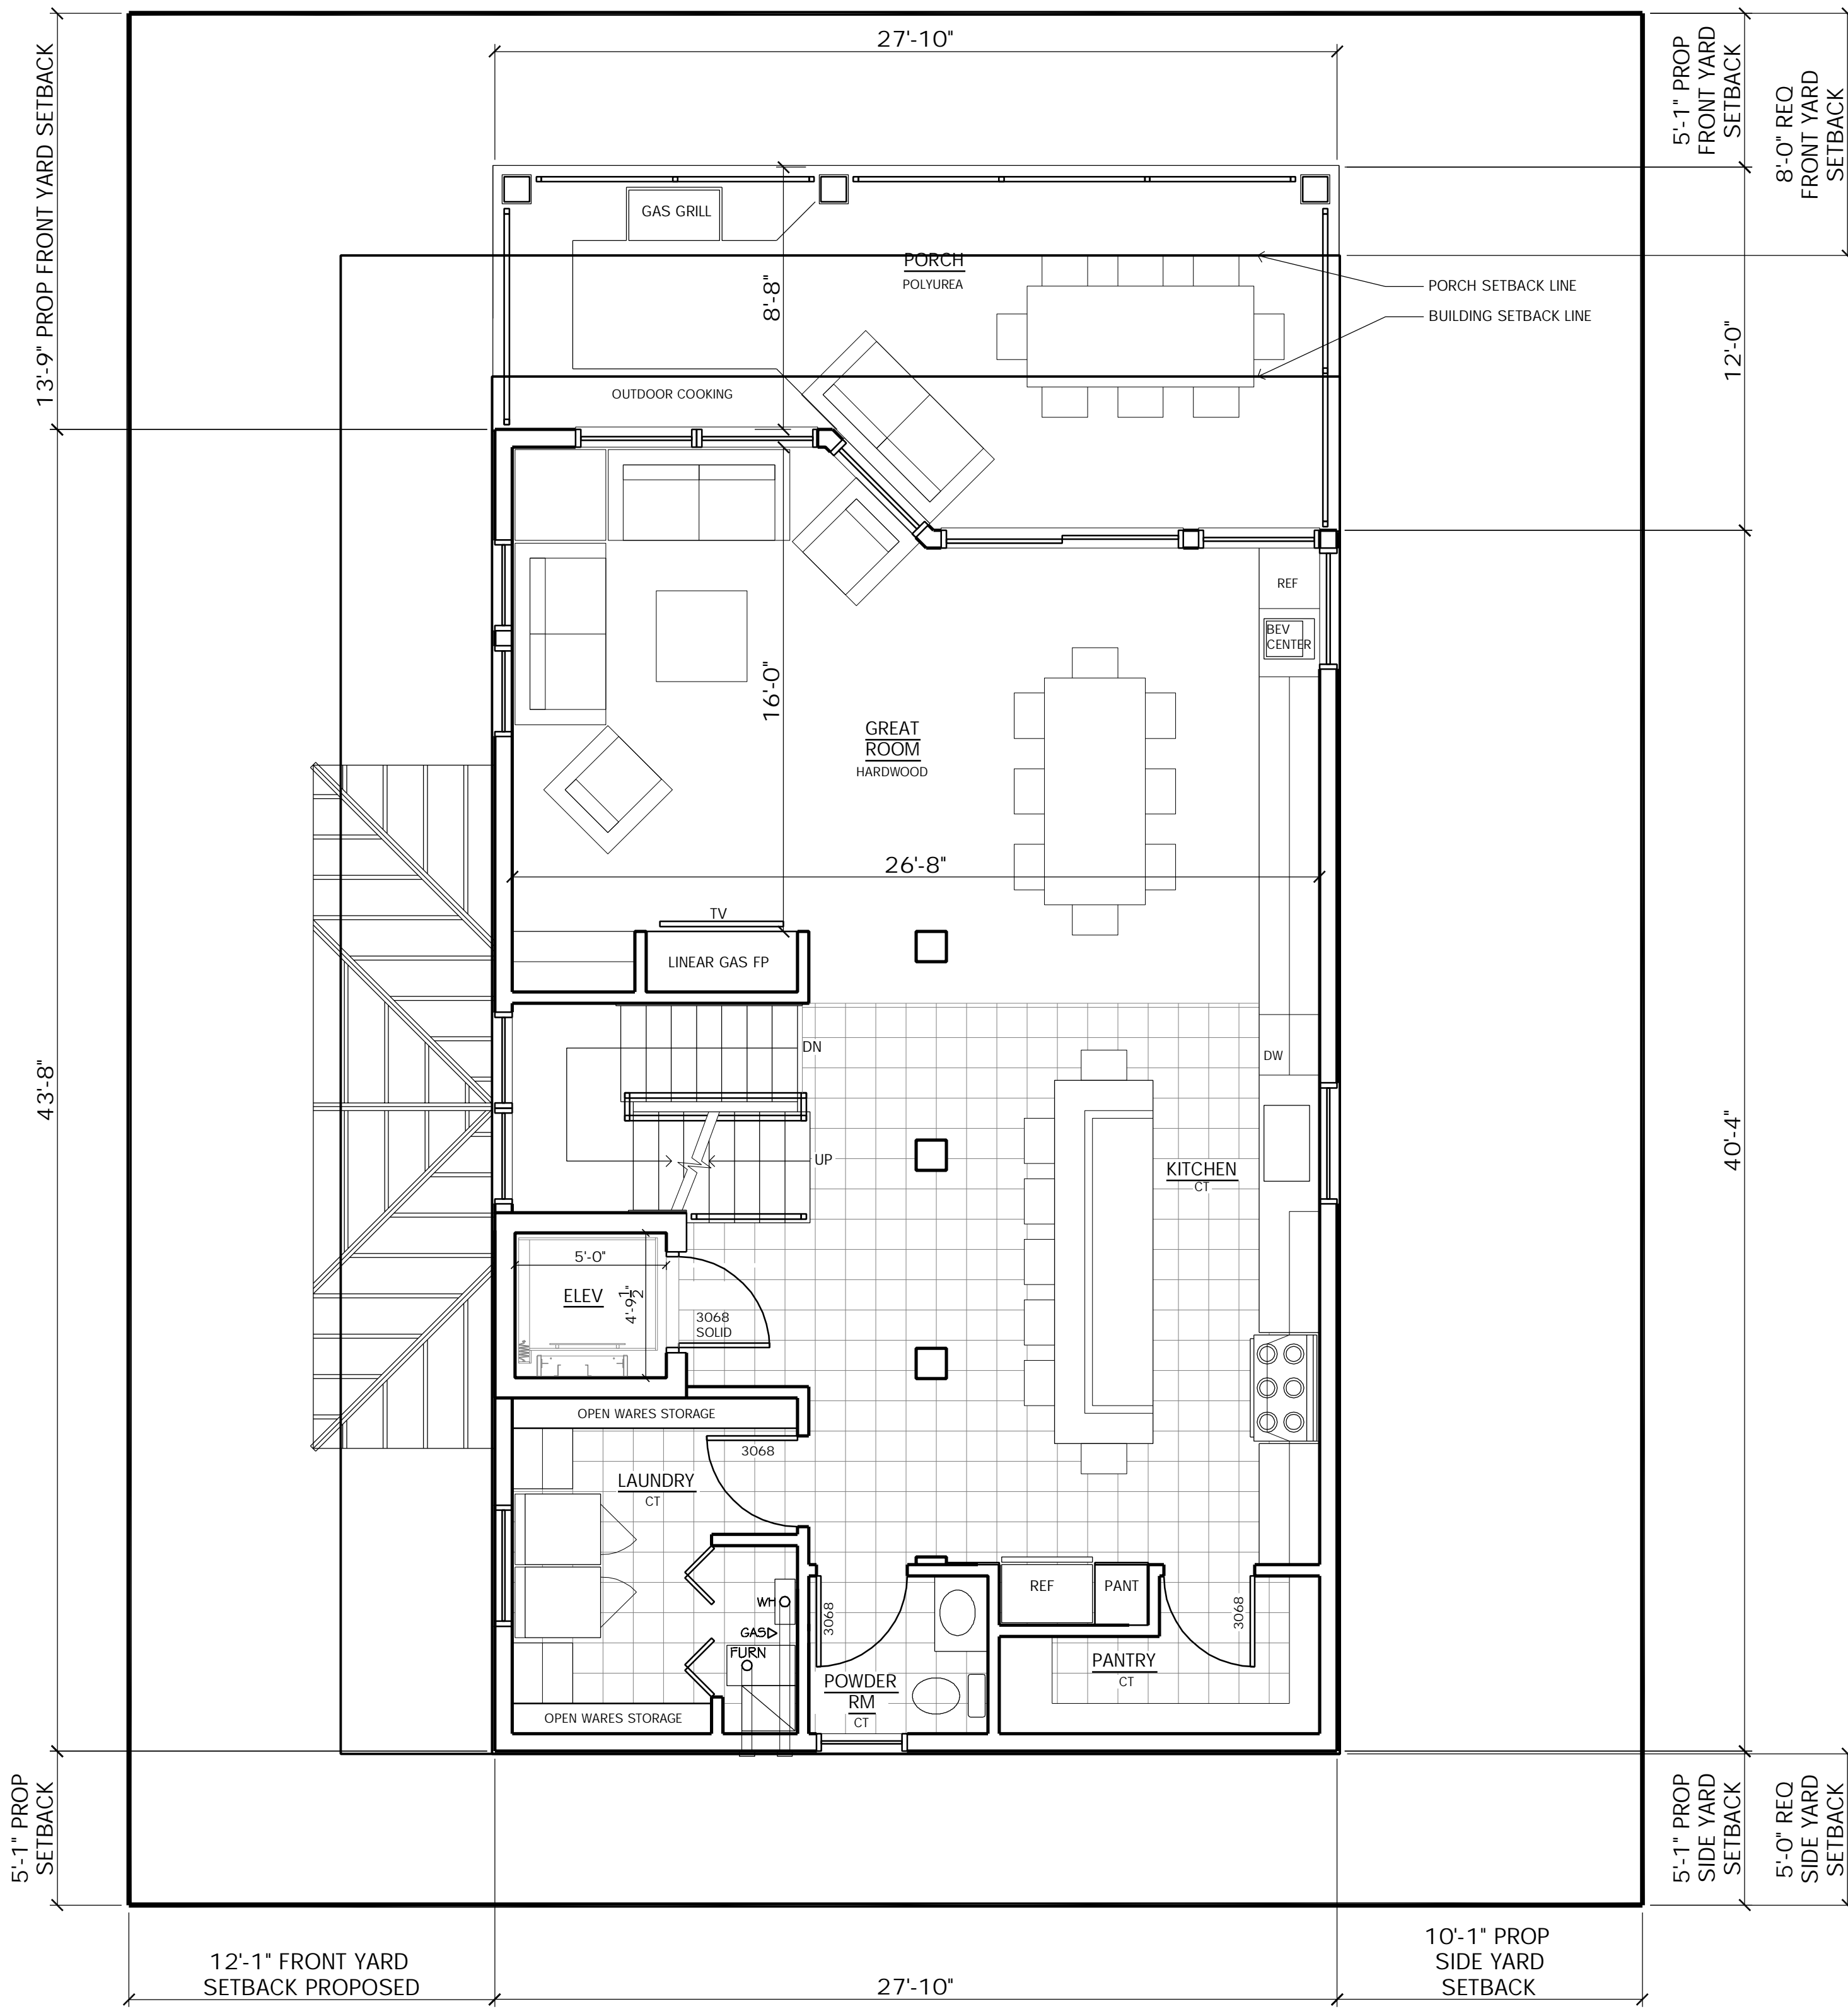 27'-10"
13'-9" PROP FRONT YARD SETBACK
5'-1" PROP
FRONT YARD
SETBACK
8'-0" REQ
FRONT YARD
SETBACK
GAS GRILL
PORCH
POLYUREA
8'-8"
PORCH SETBACK LINE
BUILDING SETBACK LINE
12'-0"
OUTDOOR COOKING
REF
BEV
CENTER
16'-0"
GREAT
ROOM
HARDWOOD
26'-8"
TV
LINEAR GAS FP
DN
DW
43'-8"
40'-4"
UP
KITCHEN
CT
5'-0"
ELEV
4'-9 1/2"
3068
SOLID
OPEN WARES STORAGE
3068
LAUNDRY
CT
REF
PANT
WH
3068
3068
GAS
FURN
PANTRY
CT
POWDER
RM
CT
OPEN WARES STORAGE
5'-1" PROP
SETBACK
5'-1" PROP
SIDE YARD
SETBACK
5'-0" REQ
SIDE YARD
SETBACK
12'-1" FRONT YARD
SETBACK PROPOSED
27'-10"
10'-1" PROP
SIDE YARD
SETBACK